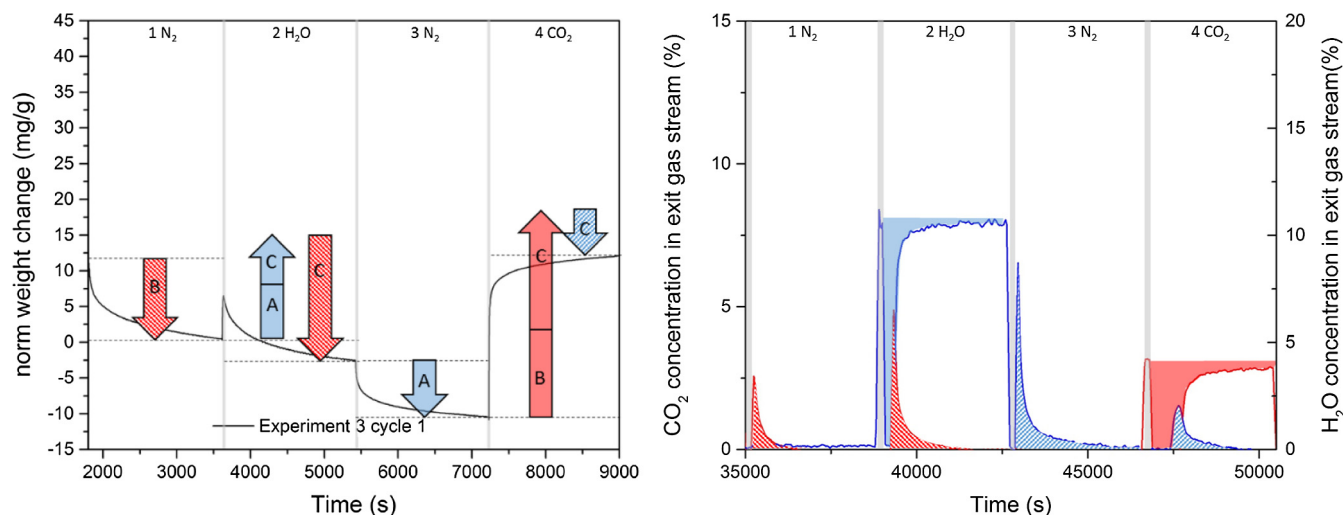 norm weight change (mg/g)
45
40
35
30
25
20
15
10
5
0
-5
-10
-15
1 N₂
2 H₂O
3 N₂
4 CO₂
B
C
A
C
A
C
C
B
Experiment 3 cycle 1
2000
3000
4000
5000
6000
7000
8000
9000
Time (s)
CO₂ concentration in exit gas stream (%)
15
10
5
0
1 N₂
2 H₂O
3 N₂
4 CO₂
20
15
10
5
0
H₂O concentration in exit gas stream(%)
35000
40000
45000
50000
Time (s)